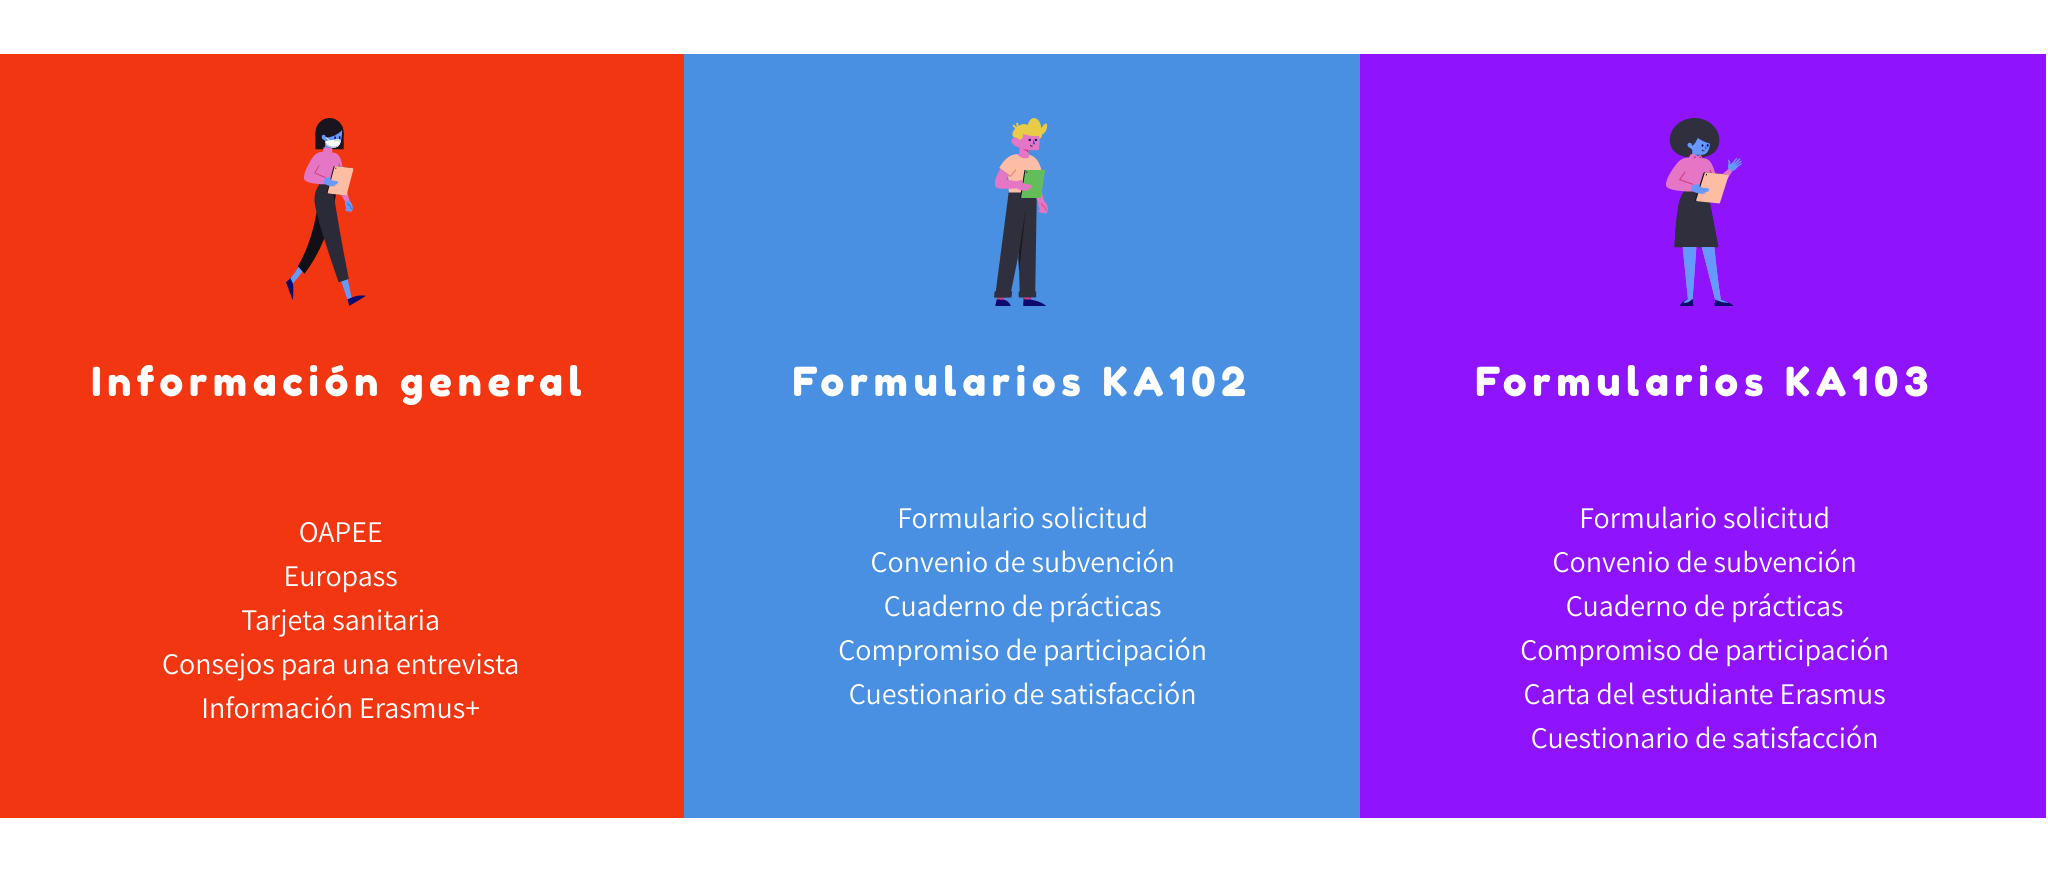 Información general
OAPEE
Europass
Tarjeta sanitaria
Consejos para una entrevista
Información Erasmus+
Formularios KA102
Formulario solicitud
Convenio de subvención
Cuaderno de prácticas
Compromiso de participación
Cuestionario de satisfacción
Formularios KA103
Formulario solicitud
Convenio de subvención
Cuaderno de prácticas
Compromiso de participación
Carta del estudiante Erasmus
Cuestionario de satisfacción